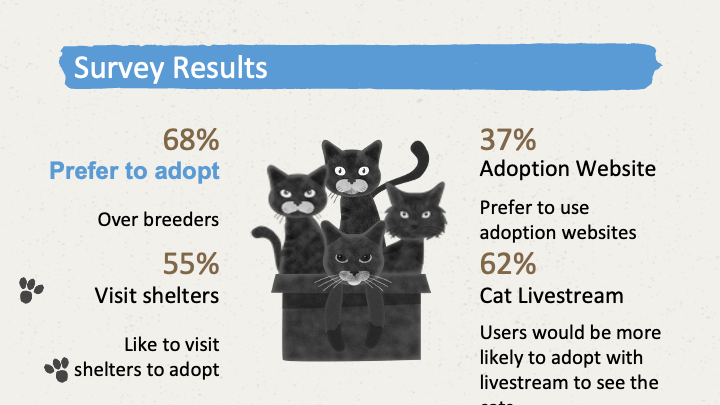 Survey Results
68%
Prefer to adopt
Over breeders
55%
Visit shelters
Like to visit
shelters to adopt
37%
Adoption Website
Prefer to use
adoption websites
62%
Cat Livestream
Users would be more
likely to adopt with
livestream to see the